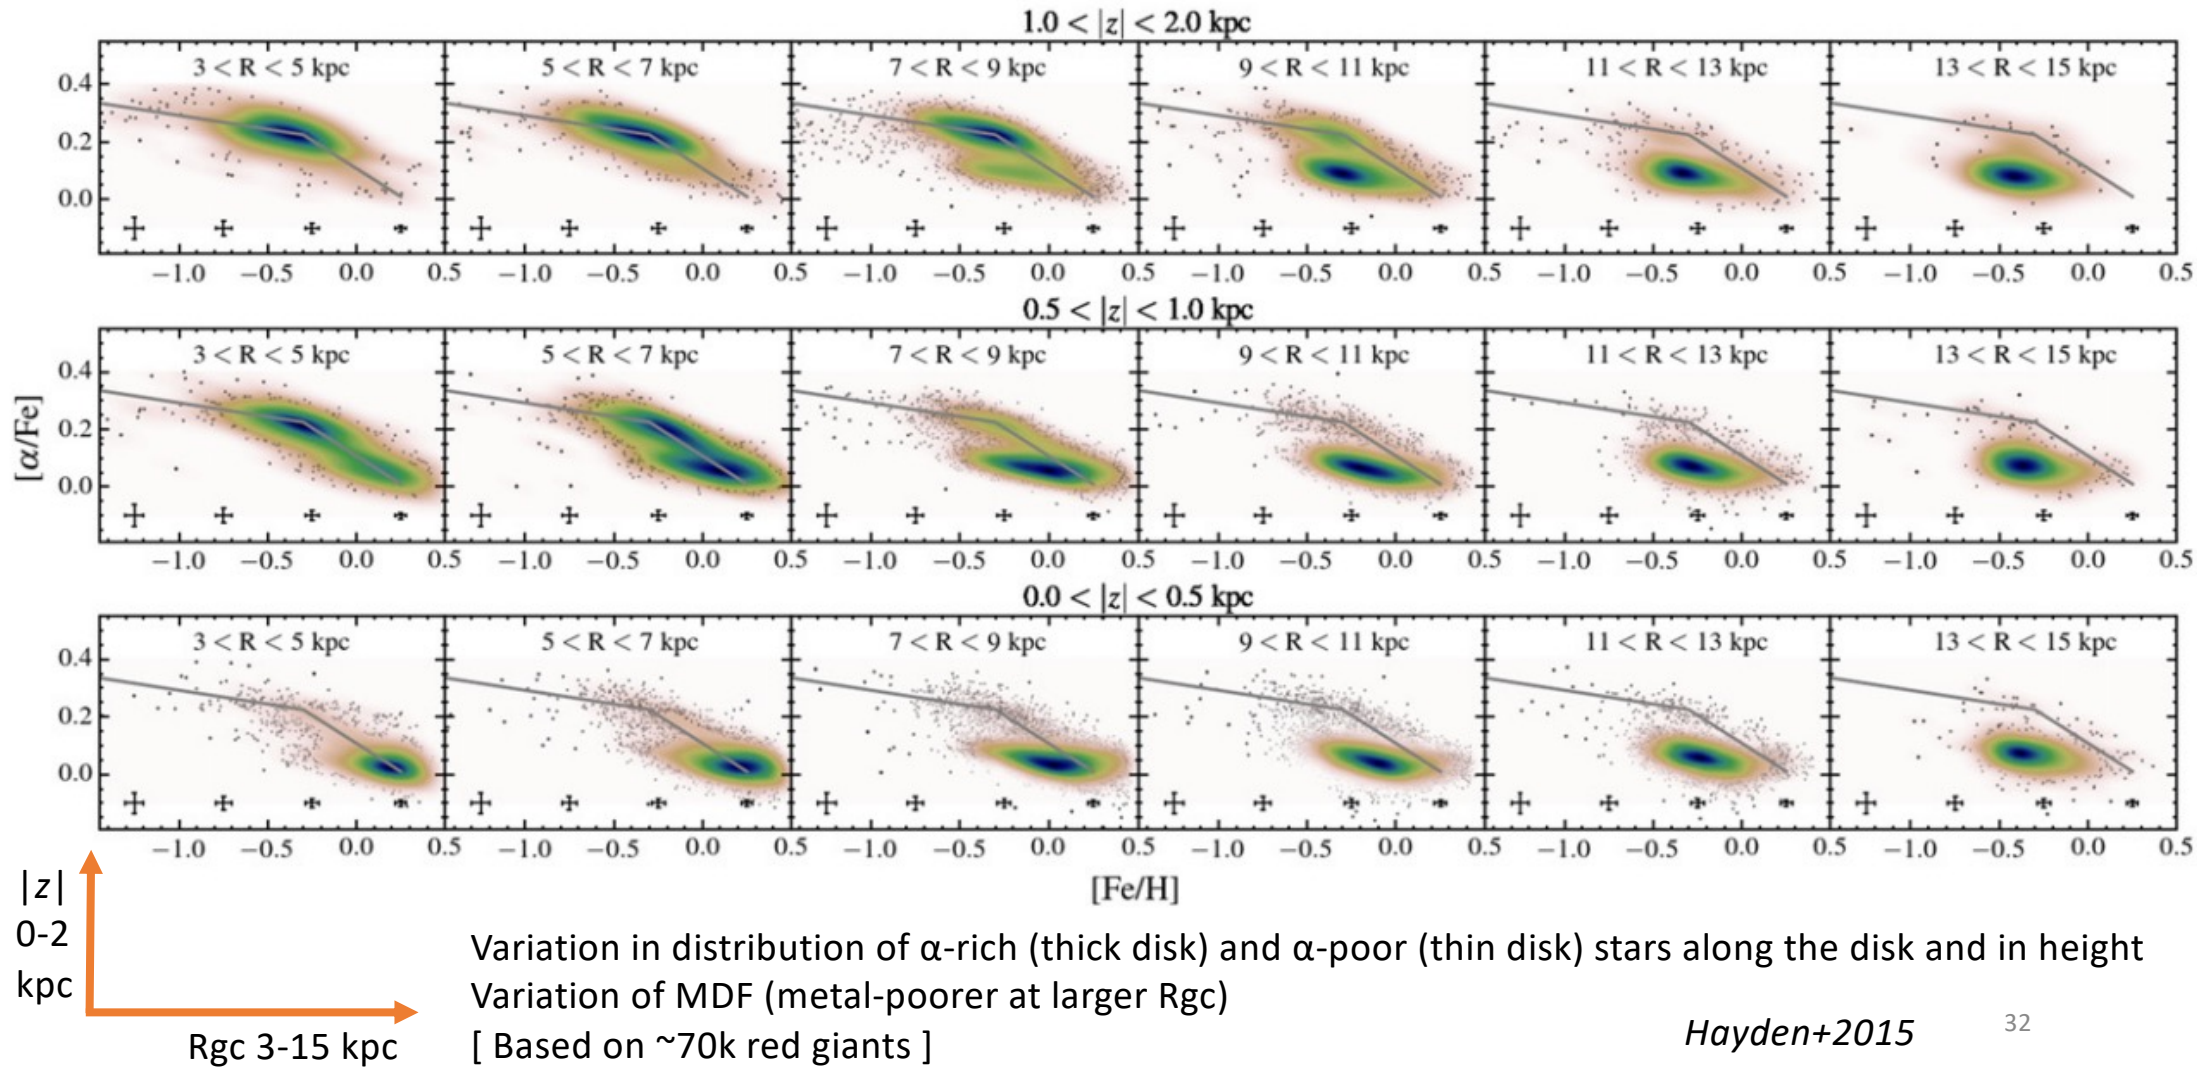 1.0 < |z| < 2.0 kpc
3 < R < 5 kpc 5 < R < 7 kpc 7 < R < 9 kpc 9 < R < 11 kpc 11 < R < 13 kpc 13 < R < 15 kpc
0.4
0.2
0.0
−1.0 −0.5 0.0 0.5 −1.0 −0.5 0.0 0.5 −1.0 −0.5 0.0 0.5 −1.0 −0.5 0.0 0.5 −1.0 −0.5 0.0 0.5 −1.0 −0.5 0.0 0.5
0.5 < |z| < 1.0 kpc
3 < R < 5 kpc 5 < R < 7 kpc 7 < R < 9 kpc 9 < R < 11 kpc 11 < R < 13 kpc 13 < R < 15 kpc
0.4
[α/Fe]
0.2
0.0
−1.0 −0.5 0.0 0.5 −1.0 −0.5 0.0 0.5 −1.0 −0.5 0.0 0.5 −1.0 −0.5 0.0 0.5 −1.0 −0.5 0.0 0.5 −1.0 −0.5 0.0 0.5
0.0 < |z| < 0.5 kpc
3 < R < 5 kpc 5 < R < 7 kpc 7 < R < 9 kpc 9 < R < 11 kpc 11 < R < 13 kpc 13 < R < 15 kpc
0.4
0.2
0.0
−1.0 −0.5 0.0 0.5 −1.0 −0.5 0.0 0.5 −1.0 −0.5 0.0 0.5 −1.0 −0.5 0.0 0.5 −1.0 −0.5 0.0 0.5 −1.0 −0.5 0.0 0.5
[Fe/H]
|z|
0-2
kpc
Rgc 3-15 kpc
Variation in distribution of α-rich (thick disk) and α-poor (thin disk) stars along the disk and in height
Variation of MDF (metal-poorer at larger Rgc)
[ Based on ~70k red giants ]
Hayden+2015
32